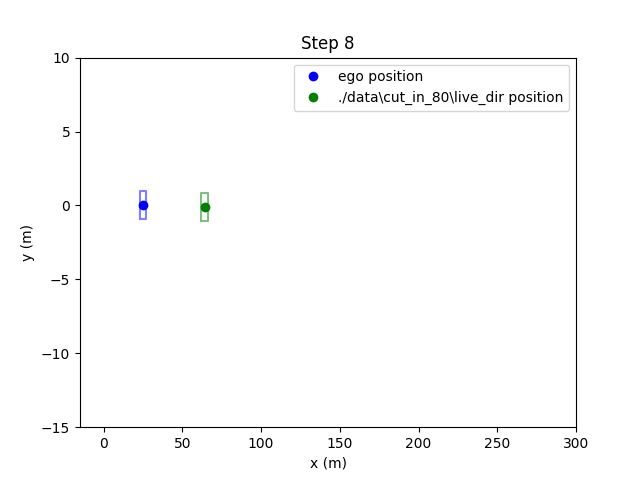 Step 8
ego position
./data\cut_in_80\live_dir position
10
5
0
−5
−10
−15
y (m)
0 50 100 150 200 250 300
x (m)